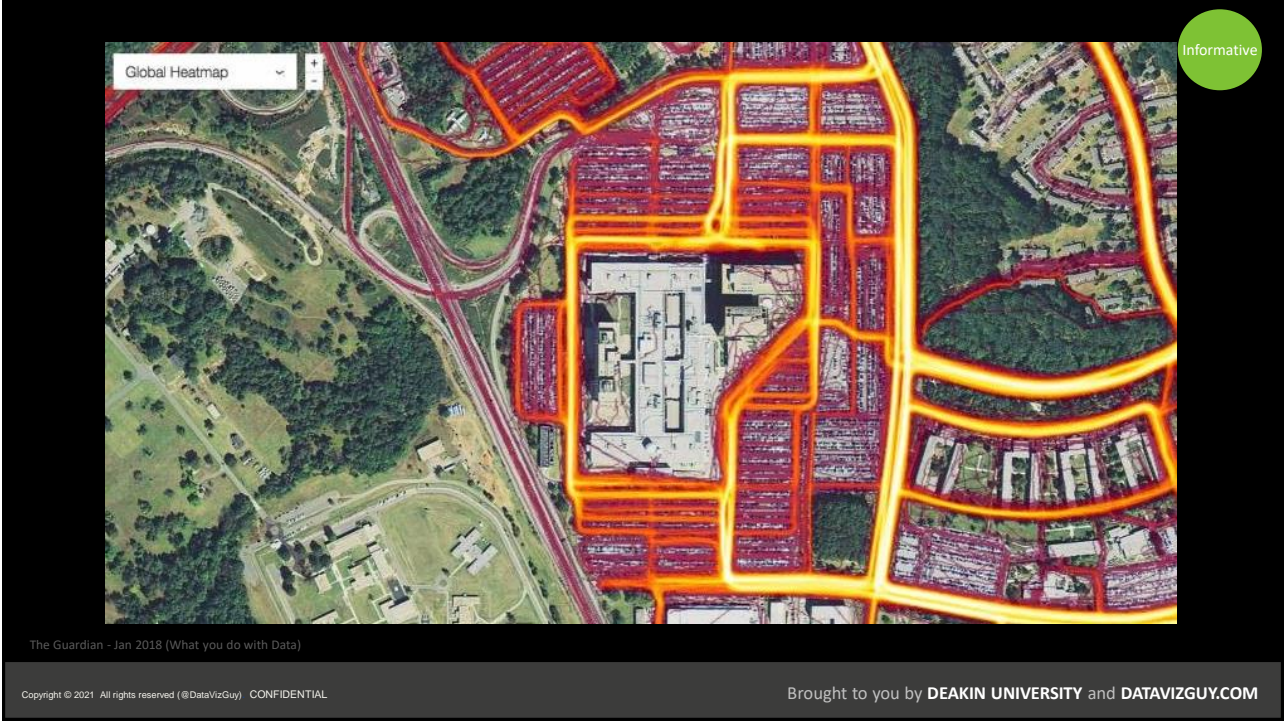 Informative
Global Heatmap
+
-
The Guardian - Jan 2018 (What you do with Data)
Copyright © 2021 All rights reserved (@DataVizGuy) CONFIDENTIAL
Brought to you by DEAKIN UNIVERSITY and DATAVIZGUY.COM